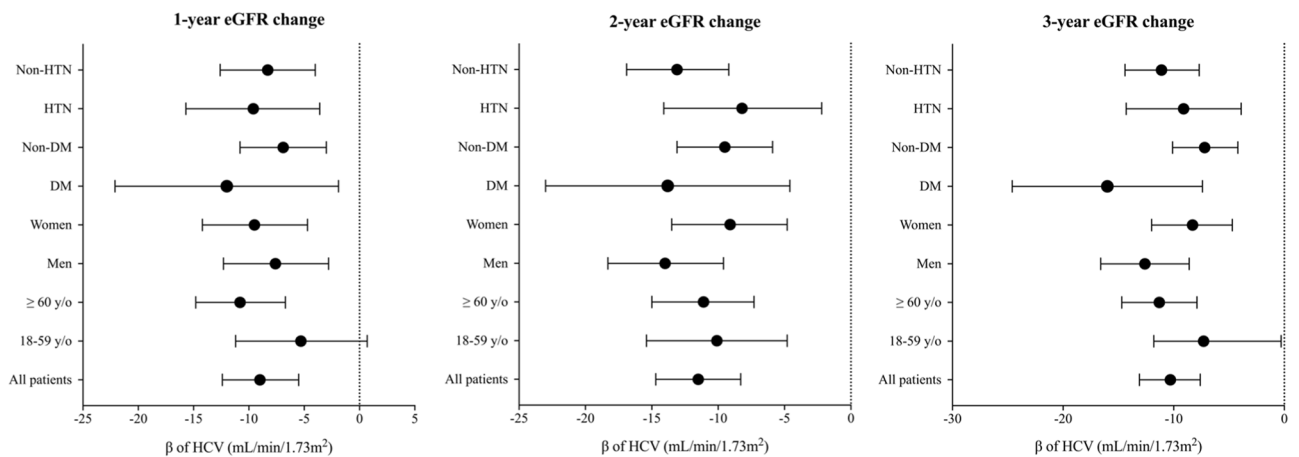 1-year eGFR change
Non-HTN
HTN
Non-DM
DM
Women
Men
≥ 60 y/o
18-59 y/o
All patients
-25 -20 -15 -10 -5 0 5
β of HCV (mL/min/1.73m²)
2-year eGFR change
Non-HTN
HTN
Non-DM
DM
Women
Men
≥ 60 y/o
18-59 y/o
All patients
-25 -20 -15 -10 -5 0
β of HCV (mL/min/1.73m²)
3-year eGFR change
Non-HTN
HTN
Non-DM
DM
Women
Men
≥ 60 y/o
18-59 y/o
All patients
-30 -20 -10 0
β of HCV (mL/min/1.73m²)